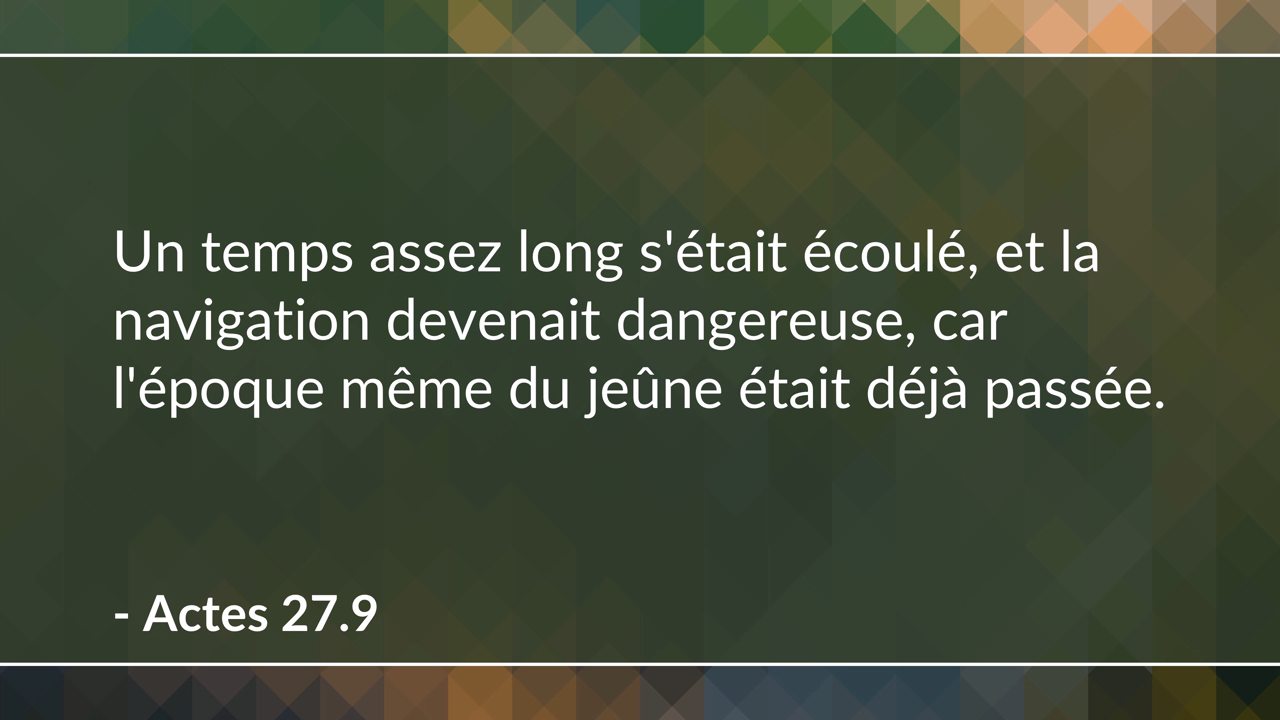 Un temps assez long s'était écoulé, et la
navigation devenait dangereuse, car
l'époque même du jeûne était déjà passée.
- Actes 27.9